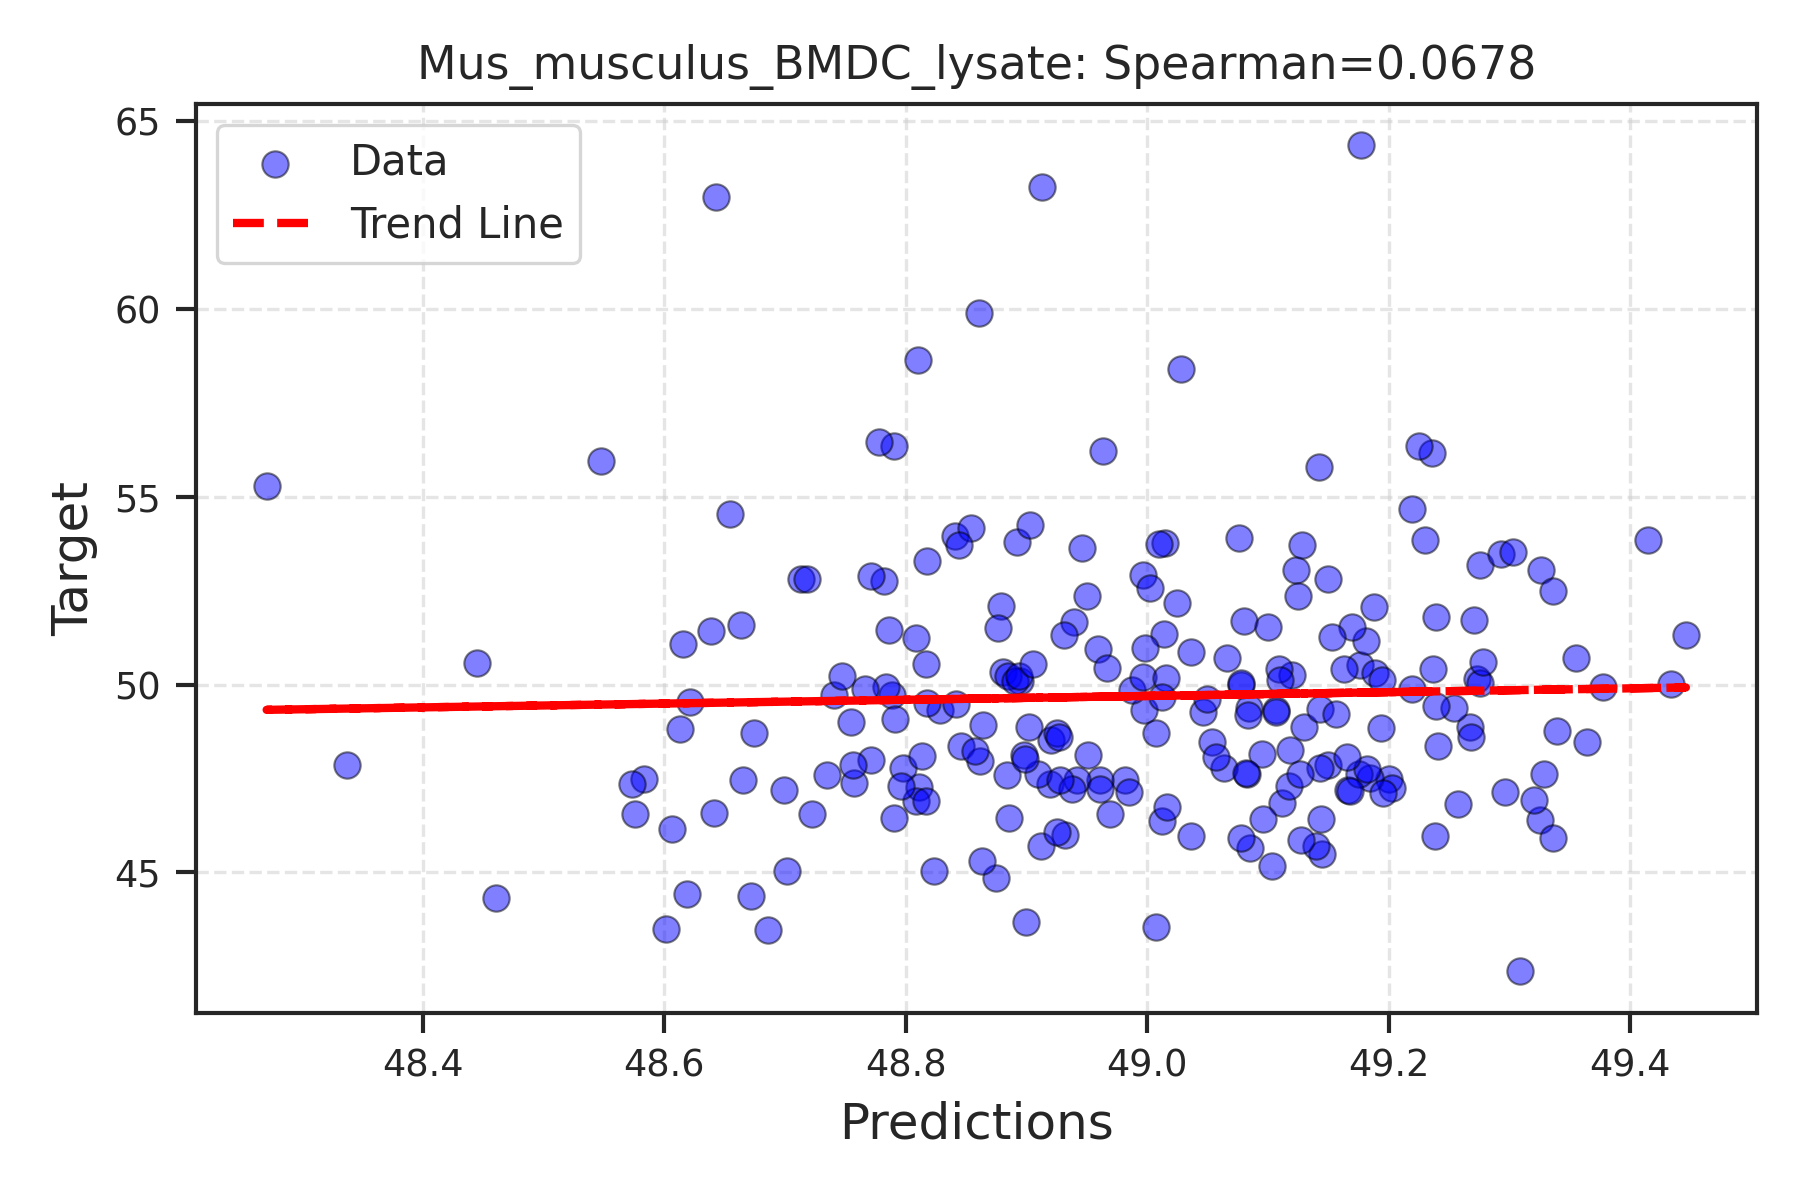 Mus_musculus_BMDC_lysate: Spearman=0.0678
Data
Trend Line
65
60
55
50
45
Target
48.4 48.6 48.8 49.0 49.2 49.4
Predictions